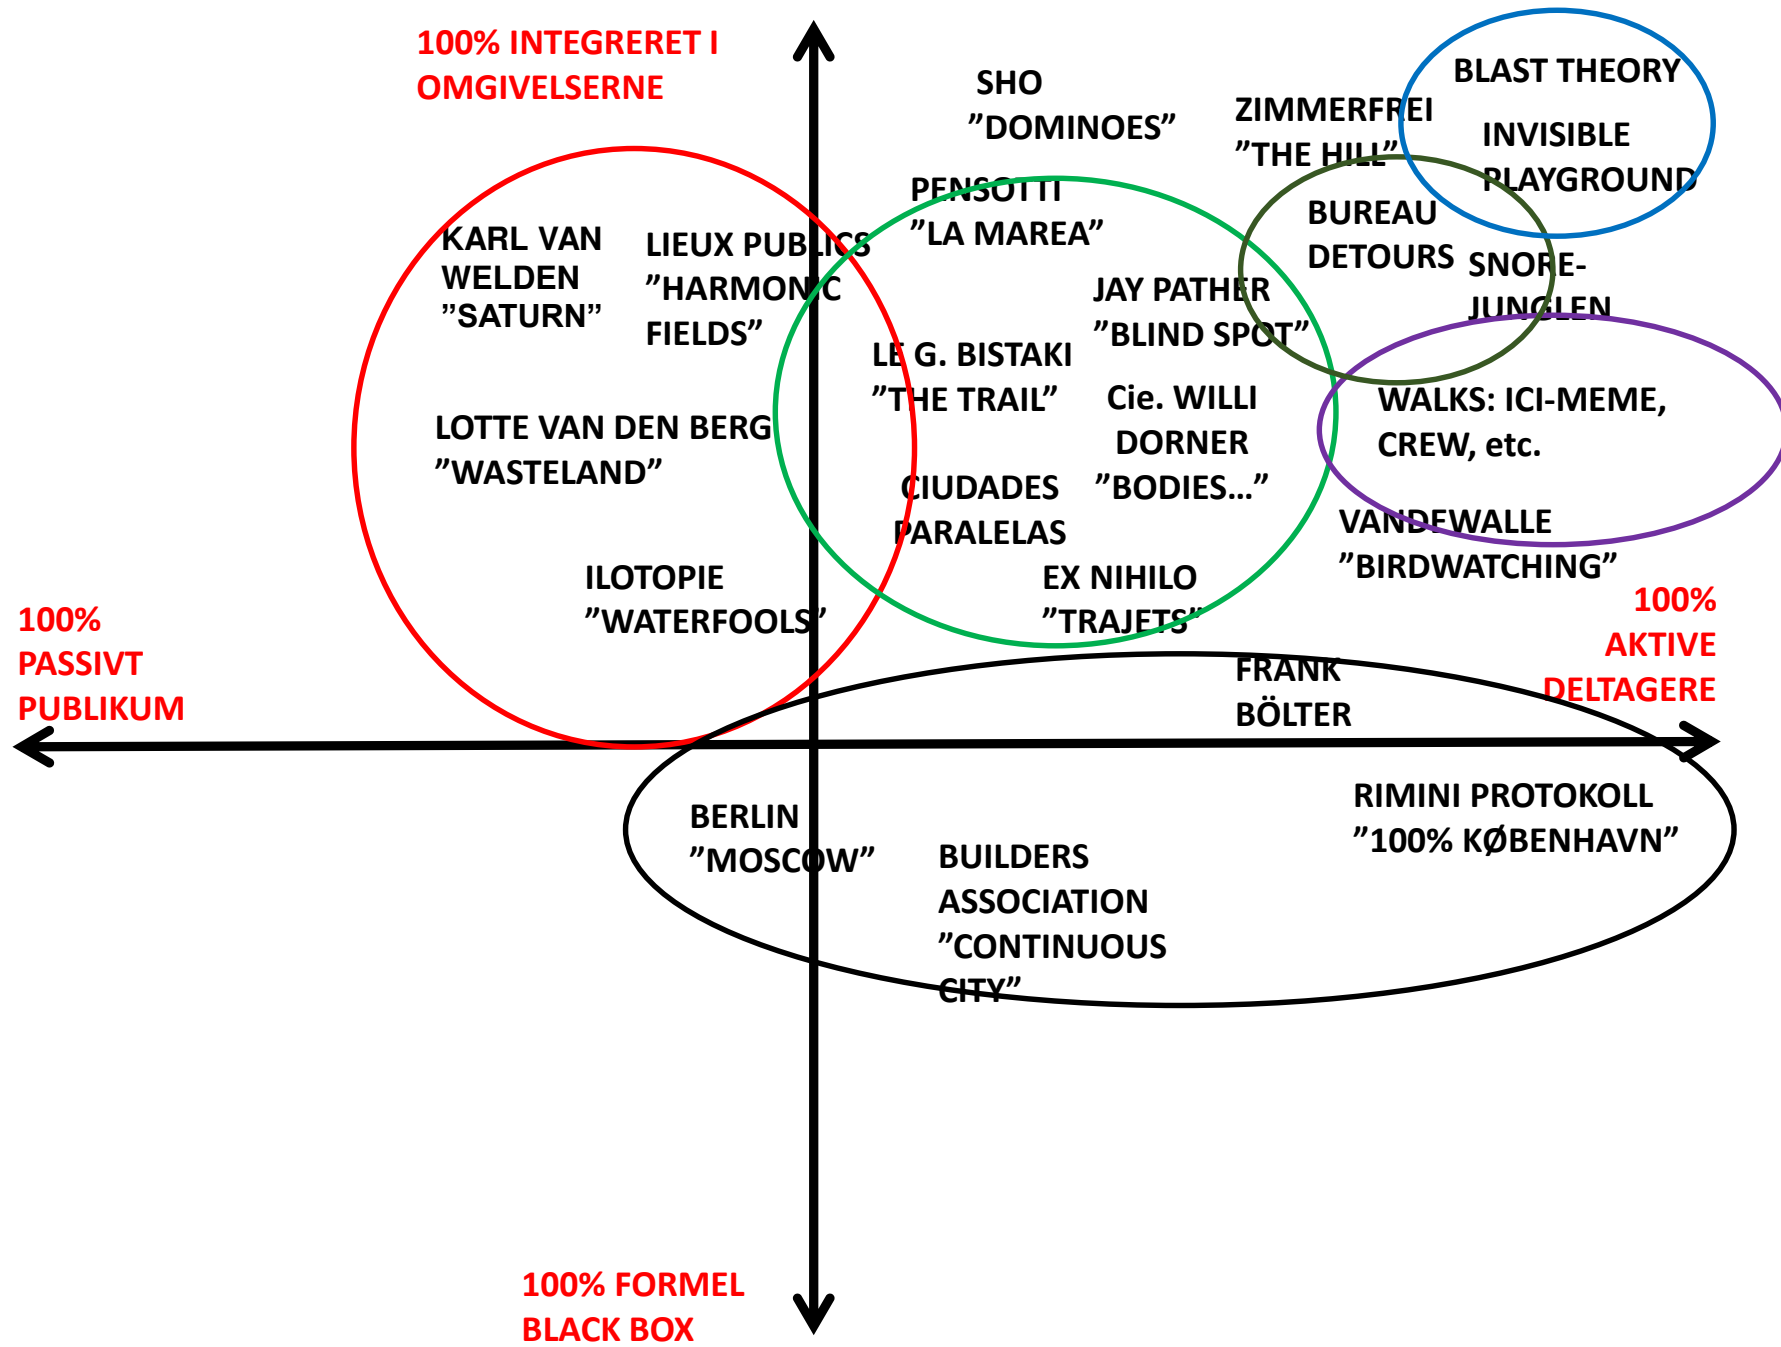 100% INTEGRERET I
OMGIVELSERNE
SHO
”DOMINOES”
ZIMMERFREI
”THE HILL”
BLAST THEORY
INVISIBLE
PLAYGROUND
PENSOTTI
”LA MAREA”
BUREAU
DETOURS
SNORE-
JUNGLEN
KARL VAN
WELDEN
”SATURN”
LIEUX PUBLICS
”HARMONIC
FIELDS”
JAY PATHER
”BLIND SPOT”
LE G. BISTAKI
”THE TRAIL”
Cie. WILLI
DORNER
”BODIES…”
WALKS: ICI-MEME,
CREW, etc.
LOTTE VAN DEN BERG
”WASTELAND”
CIUDADES
PARALELAS
VANDEWALLE
”BIRDWATCHING”
ILOTOPIE
”WATERFOOLS”
EX NIHILO
”TRAJETS”
100%
PASSIVT
PUBLIKUM
100%
AKTIVE
DELTAGERE
FRANK
BÖLTER
BERLIN
”MOSCOW”
BUILDERS
ASSOCIATION
”CONTINUOUS
CITY”
RIMINI PROTOKOLL
”100% KØBENHAVN”
100% FORMEL
BLACK BOX